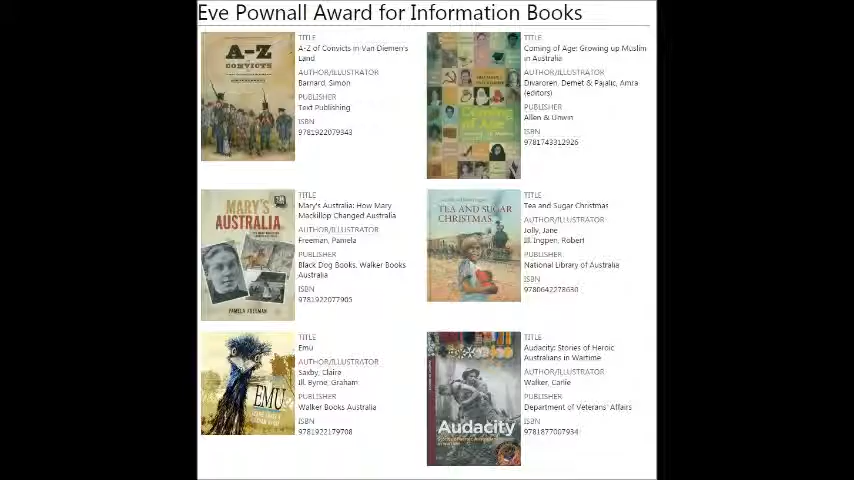 Eve Pownall Award for Information Books
TITLE
A-Z of Convicts in Van Diemen's
Land
AUTHOR/ILLUSTRATOR
Barnard, Simon
PUBLISHER
Text Publishing
ISBN
9781922079343
TITLE
Coming of Age: Growing up Muslim
in Australia
AUTHOR/ILLUSTRATOR
Divaroren, Demet & Pajalic, Amra
(editors)
PUBLISHER
Allen & Unwin
ISBN
9781743312926
TITLE
Mary's Australia: How Mary
Mackillop Changed Australia
AUTHOR/ILLUSTRATOR
Freeman, Pamela
PUBLISHER
Black Dog Books, Walker Books
Australia
ISBN
9781922077905
TITLE
Tea and Sugar Christmas
AUTHOR/ILLUSTRATOR
Jolly, Jane
Ill. Ingpen, Robert
PUBLISHER
National Library of Australia
ISBN
9780642278630
TITLE
Emu
AUTHOR/ILLUSTRATOR
Saxby, Claire
Ill. Byrne, Graham
PUBLISHER
Walker Books Australia
ISBN
9781922179708
TITLE
Audacity: Stories of Heroic
Australians in Wartime
AUTHOR/ILLUSTRATOR
Walker, Carlie
PUBLISHER
Department of Veterans' Affairs
ISBN
9781877007934
A-Z
CONVICTS
MARY'S
AUSTRALIA
PAMELA FREEMAN
TEA AND SUGAR
CHRISTMAS
EMU
Audacity